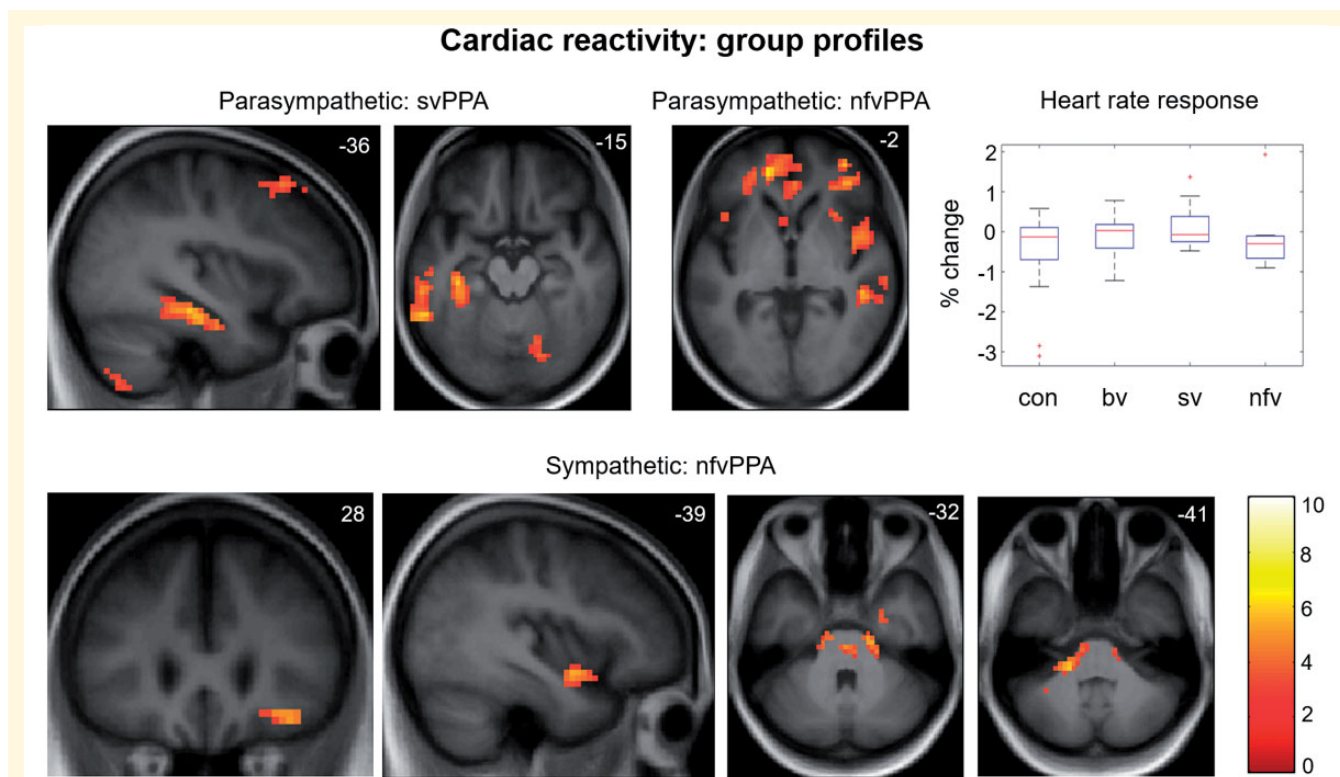 Cardiac reactivity: group profiles
Parasympathetic: svPPA
Parasympathetic: nfvPPA
Heart rate response
-36
-15
-2
% change
2
1
0
-1
-2
-3
con bv sv nfv
Sympathetic: nfvPPA
28
-39
-32
-41
10
8
6
4
2
0